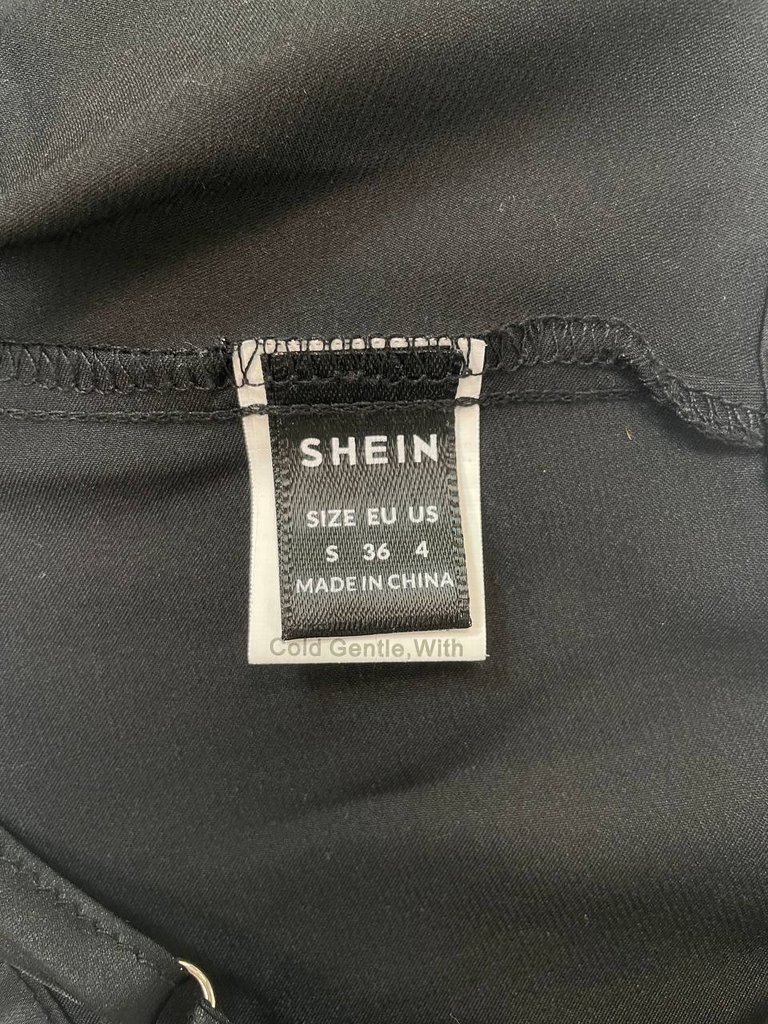 SHEIN
SIZE EU US
S 36 4
MADE IN CHINA
Cold Gentle,With